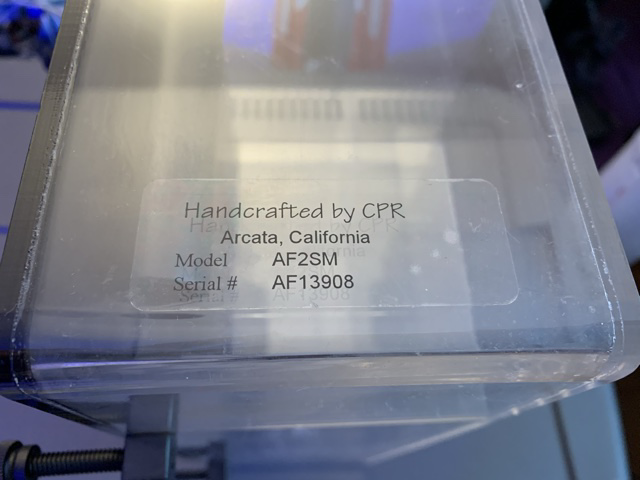 Handcrafted by CPR
Arcata, California
Model AF2SM
Serial # AF13908